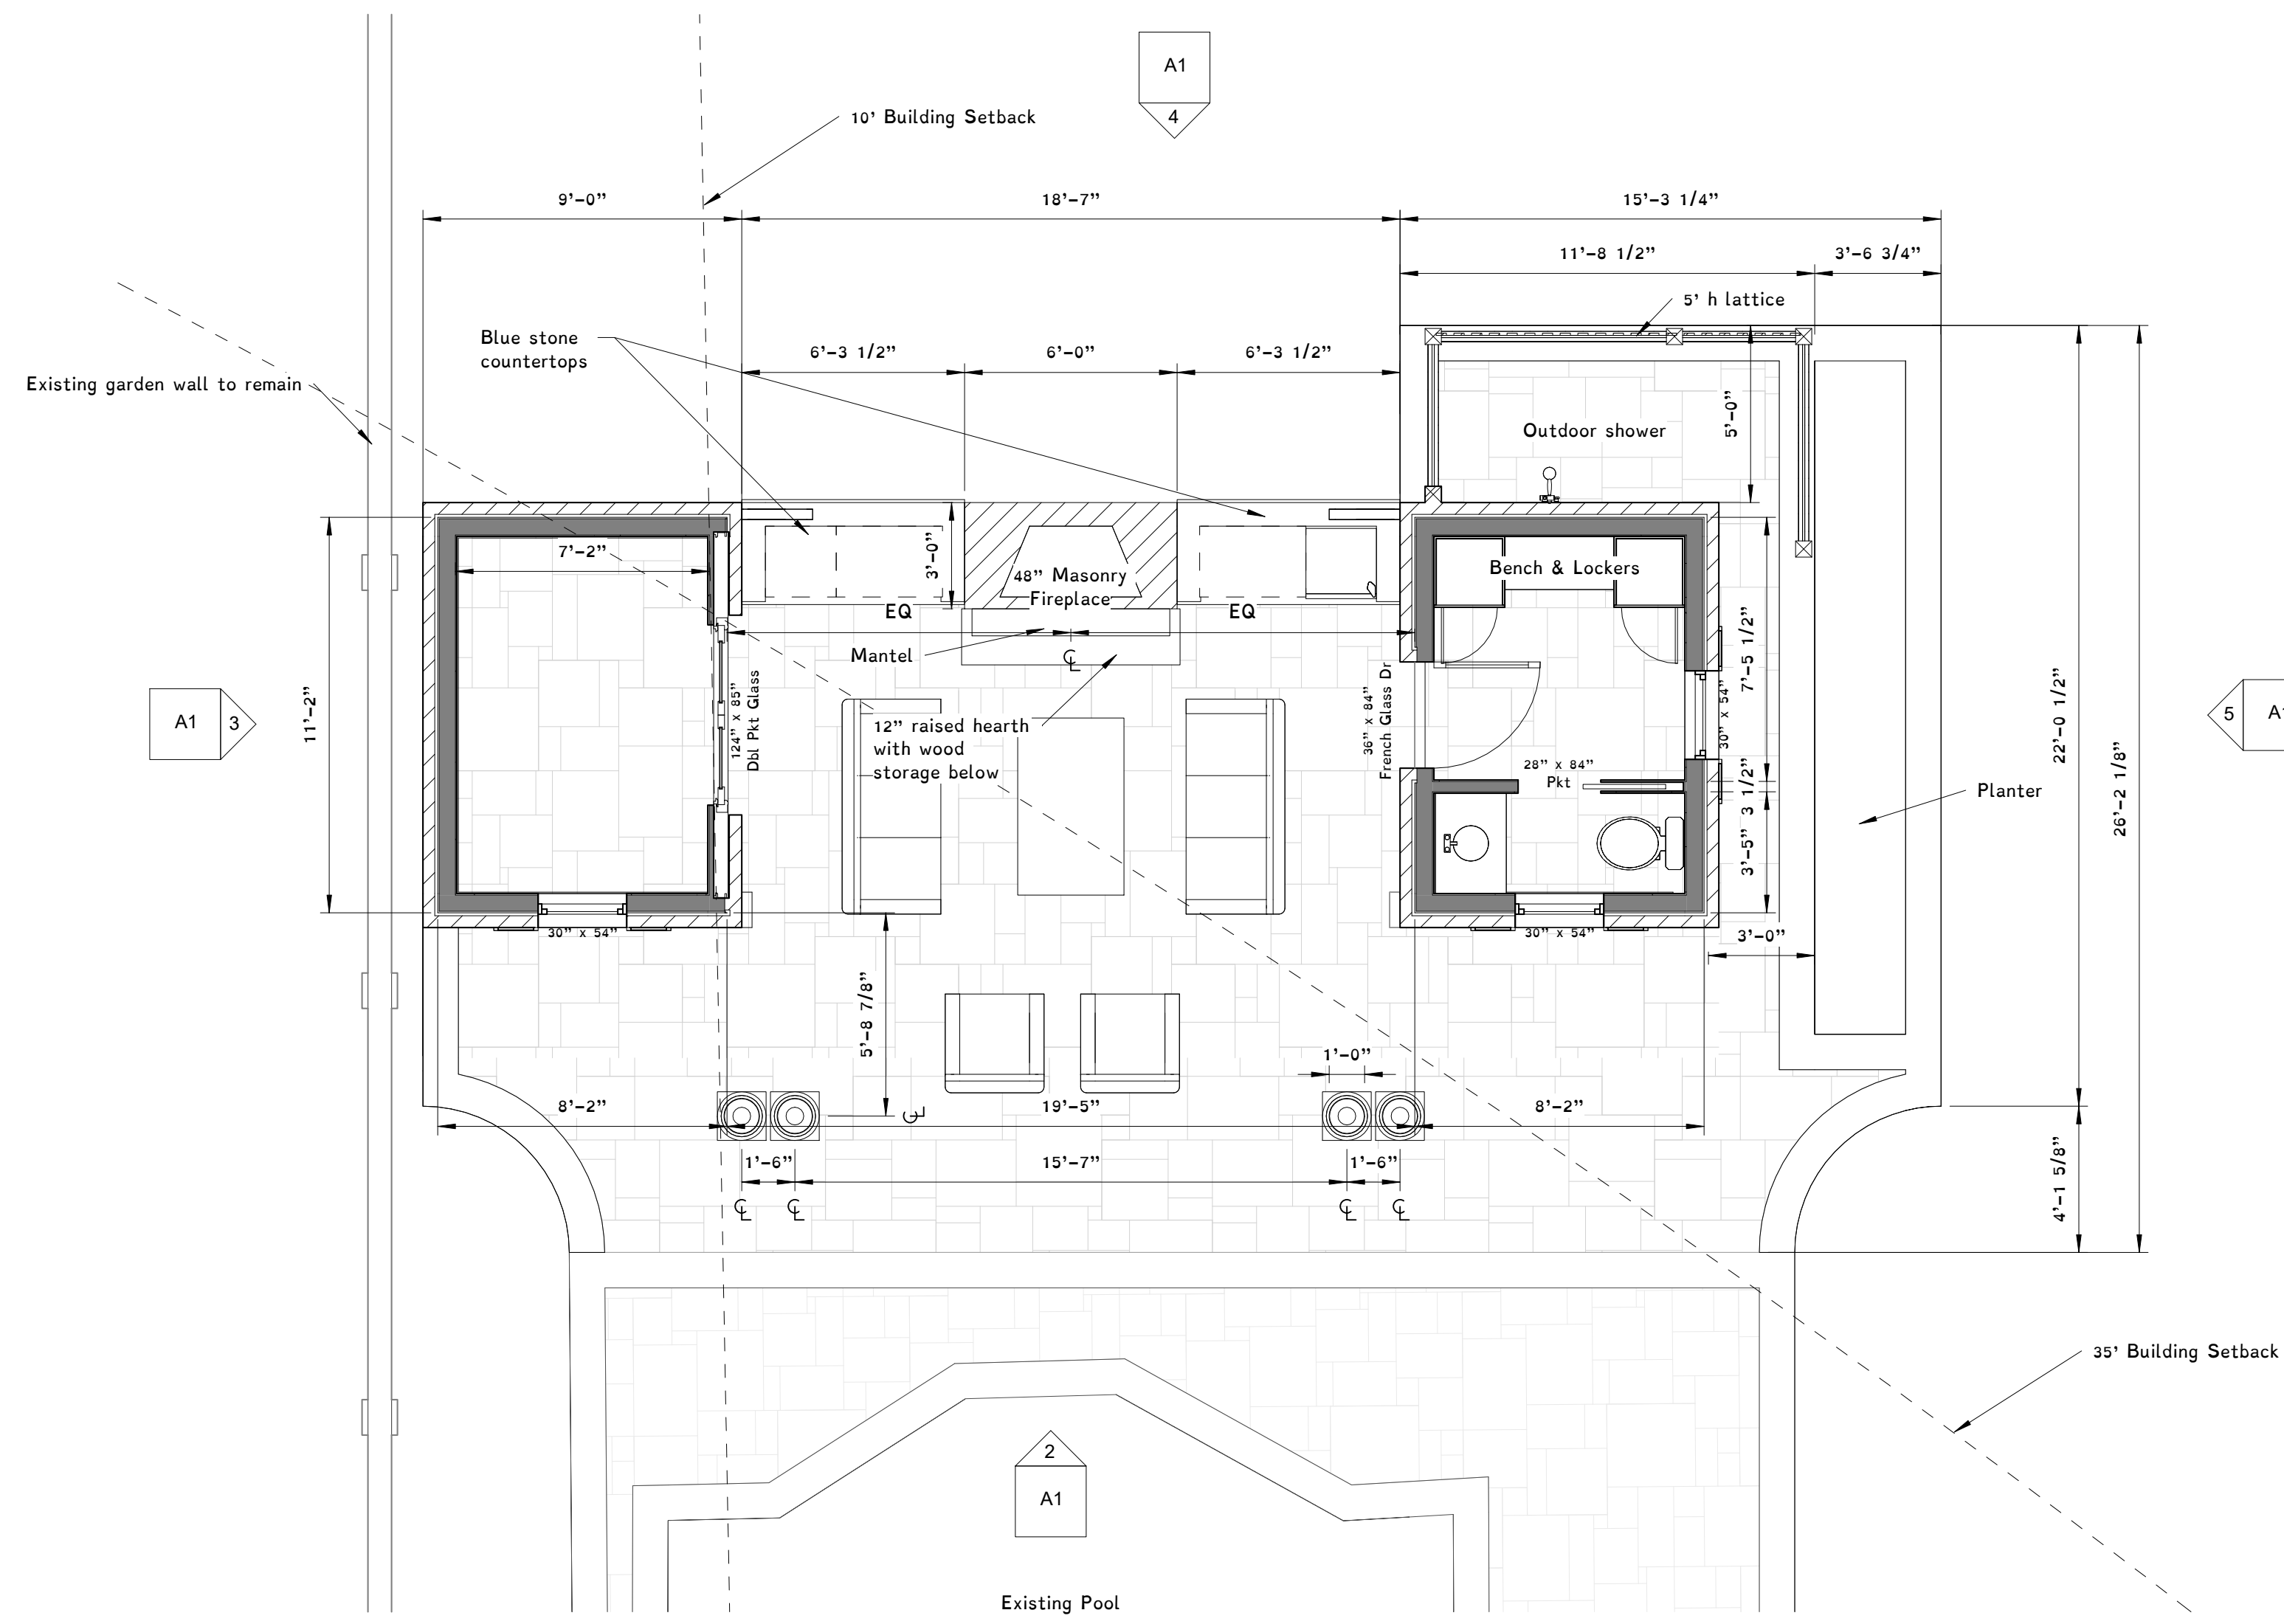 A1
4
10’ Building Setback
9’-0”
18’-7”
15’-3 1/4”
11’-8 1/2”
3’-6 3/4”
5’ h lattice
Blue stone
countertops
6’-3 1/2”
6’-0”
6’-3 1/2”
Existing garden wall to remain
5’-0”
Outdoor shower
7’-2”
3’-0”
48” Masonry
Fireplace
Bench & Lockers
EQ
EQ
Mantel
CL
11’-2”
A1
3
124” x 85”
Dbl Pkt Glass
12” raised hearth
with wood
storage below
36” x 84”
French Glass Dr
7’-5 1/2”
30” x 54”
28” x 84”
Pkt
3 1/2”
3’-5”
22’-0 1/2”
26’-2 1/8”
5
Planter
30” x 54”
30” x 54”
3’-0”
5’-8 7/8”
1’-0”
CL
8’-2”
19’-5”
8’-2”
1’-6”
15’-7”
1’-6”
CL
CL
CL
CL
4’-1 5/8”
35’ Building Setback
2
A1
Existing Pool